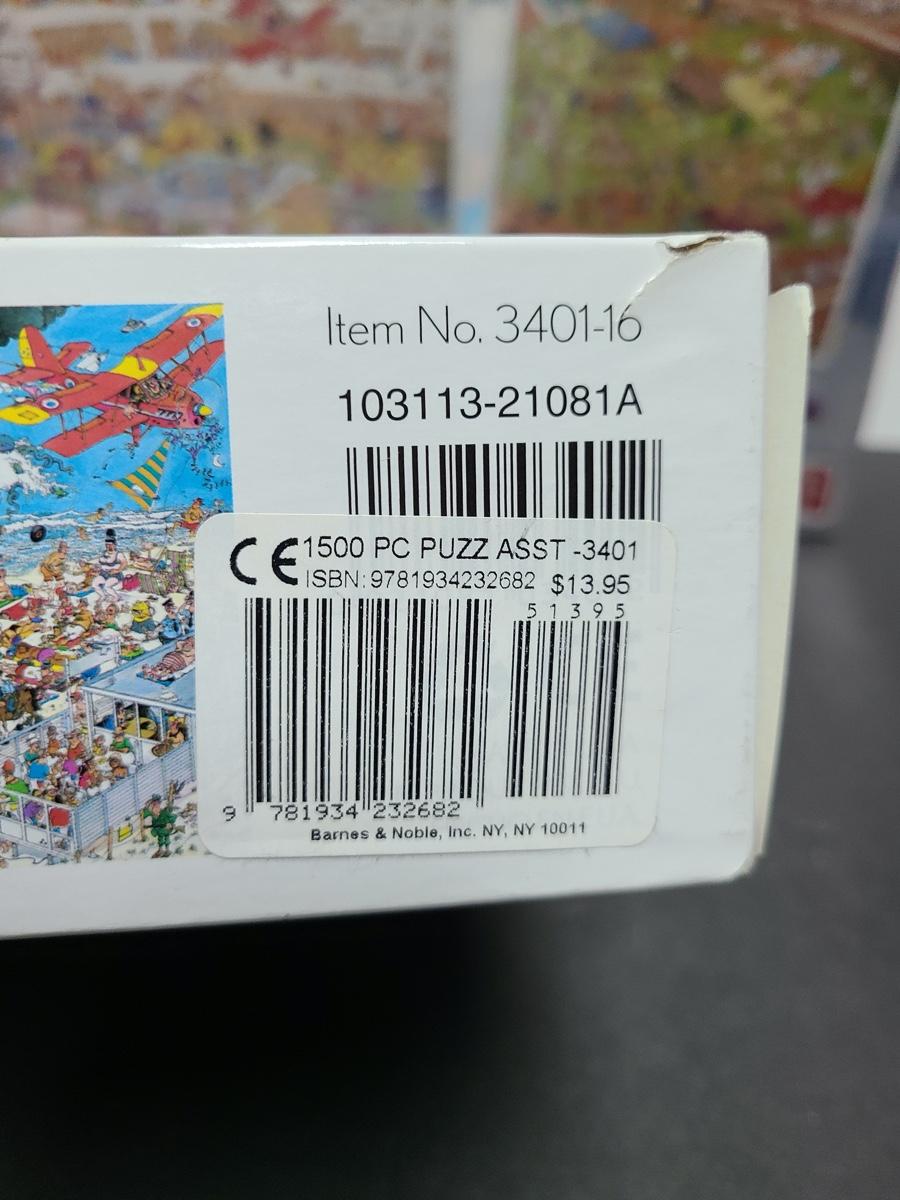 Item No. 3401-16
103113-21081A
CE 1500 PC PUZZ ASST -3401
ISBN: 9781934232682 $13.95
51395
9 781934 232682
Barnes & Noble, Inc. NY, NY 10011